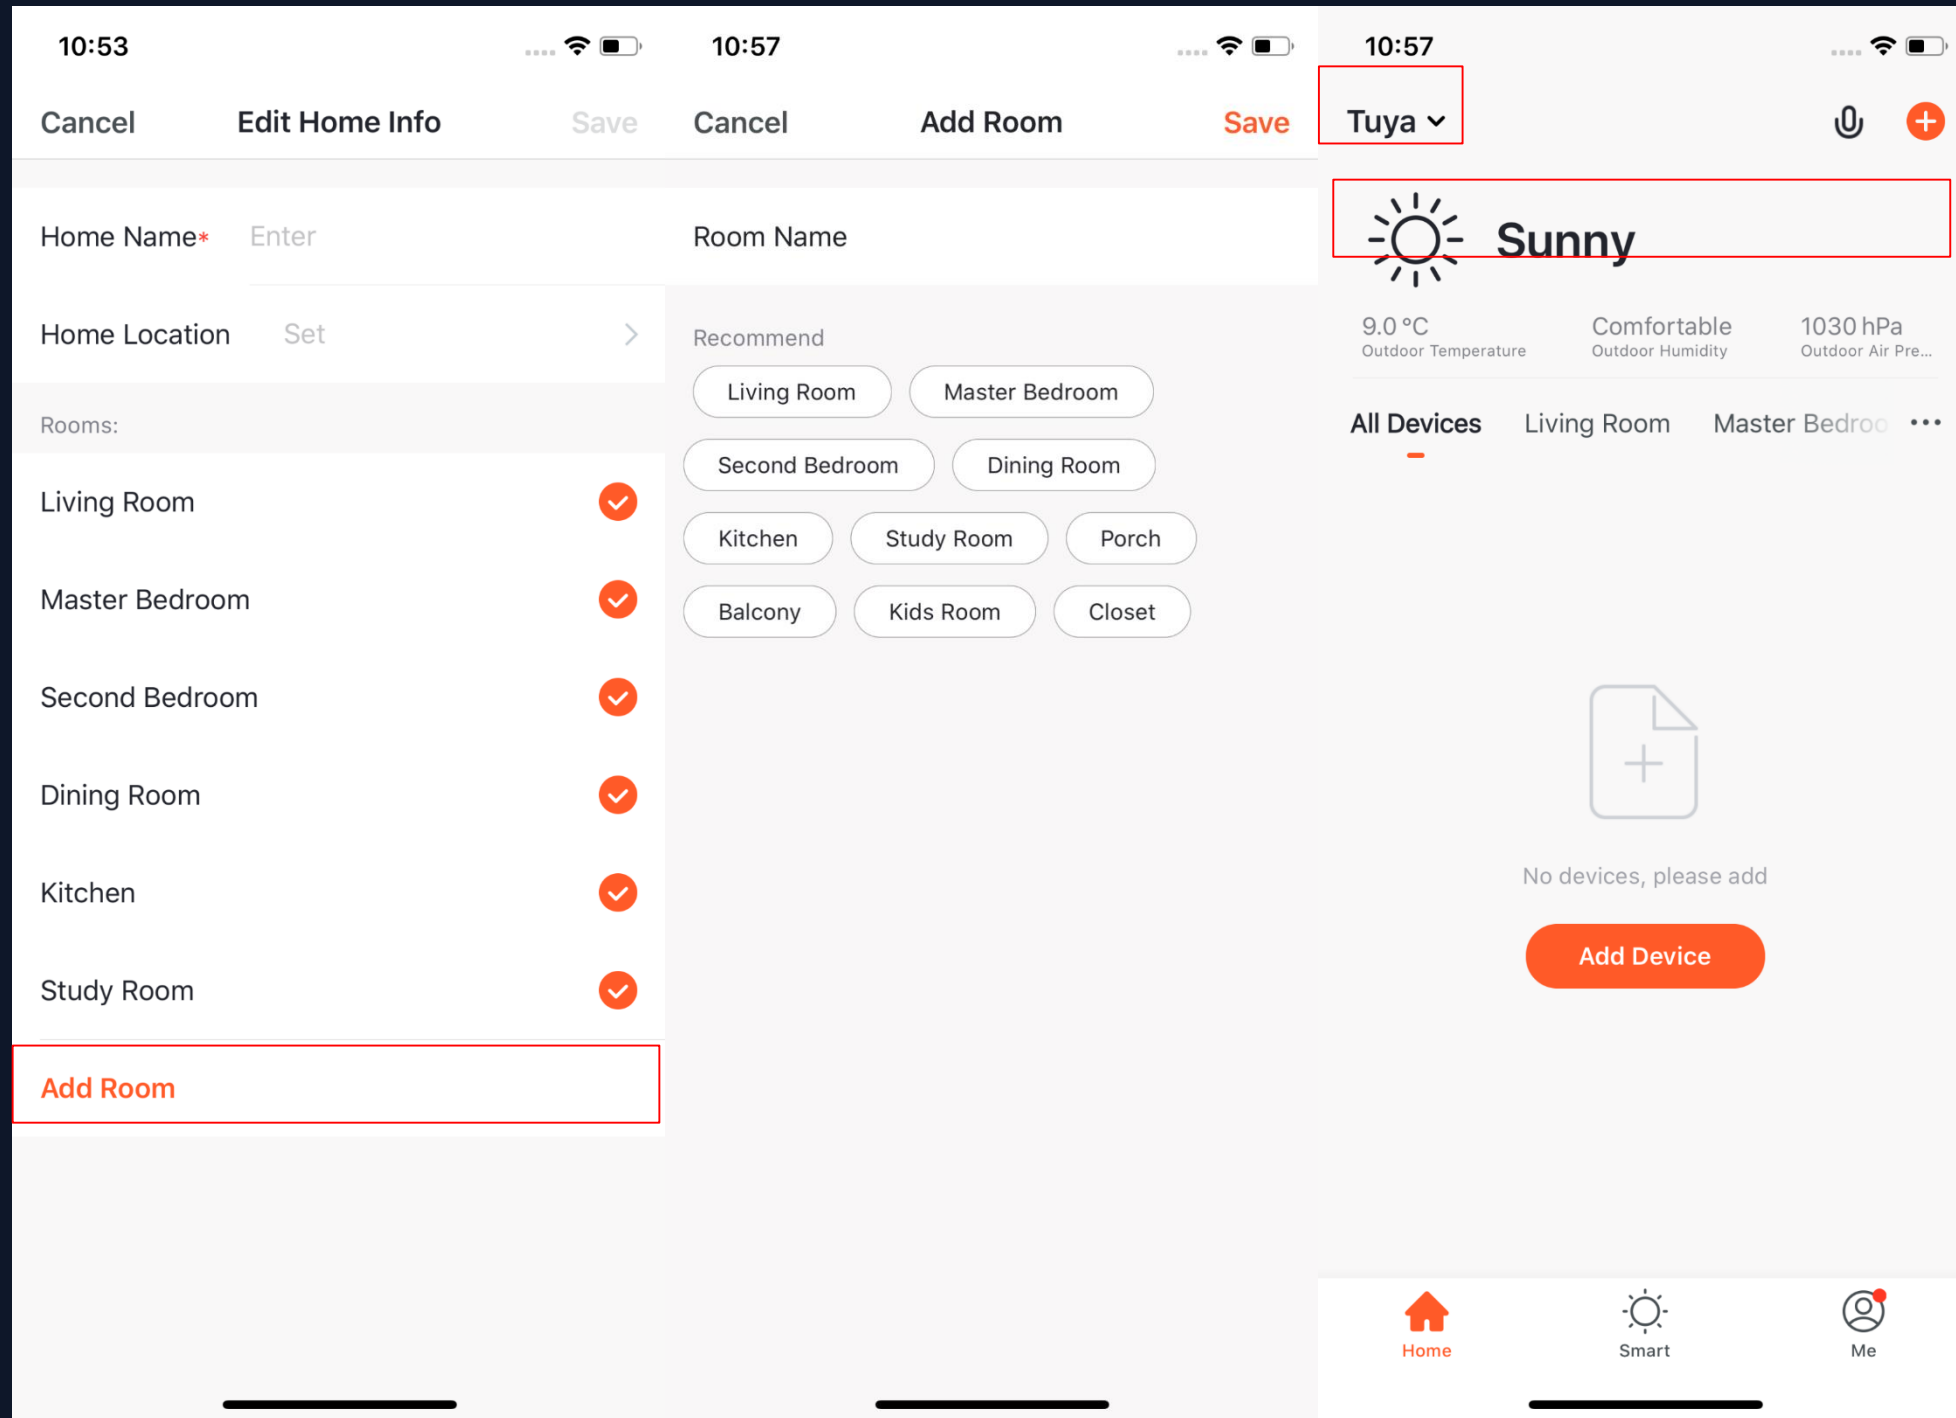 10:53
Cancel Edit Home Info Save
Home Name* Enter
Home Location Set
Rooms:
Living Room
Master Bedroom
Second Bedroom
Dining Room
Kitchen
Study Room
Add Room
10:57
Cancel Add Room Save
Room Name
Recommend
Living Room Master Bedroom
Second Bedroom Dining Room
Kitchen Study Room Porch
Balcony Kids Room Closet
10:57
Tuya
Sunny
9.0 °C Comfortable 1030 hPa
Outdoor Temperature Outdoor Humidity Outdoor Air Pre...
All Devices Living Room Master Bedroo ...
No devices, please add
Add Device
Home Smart Me